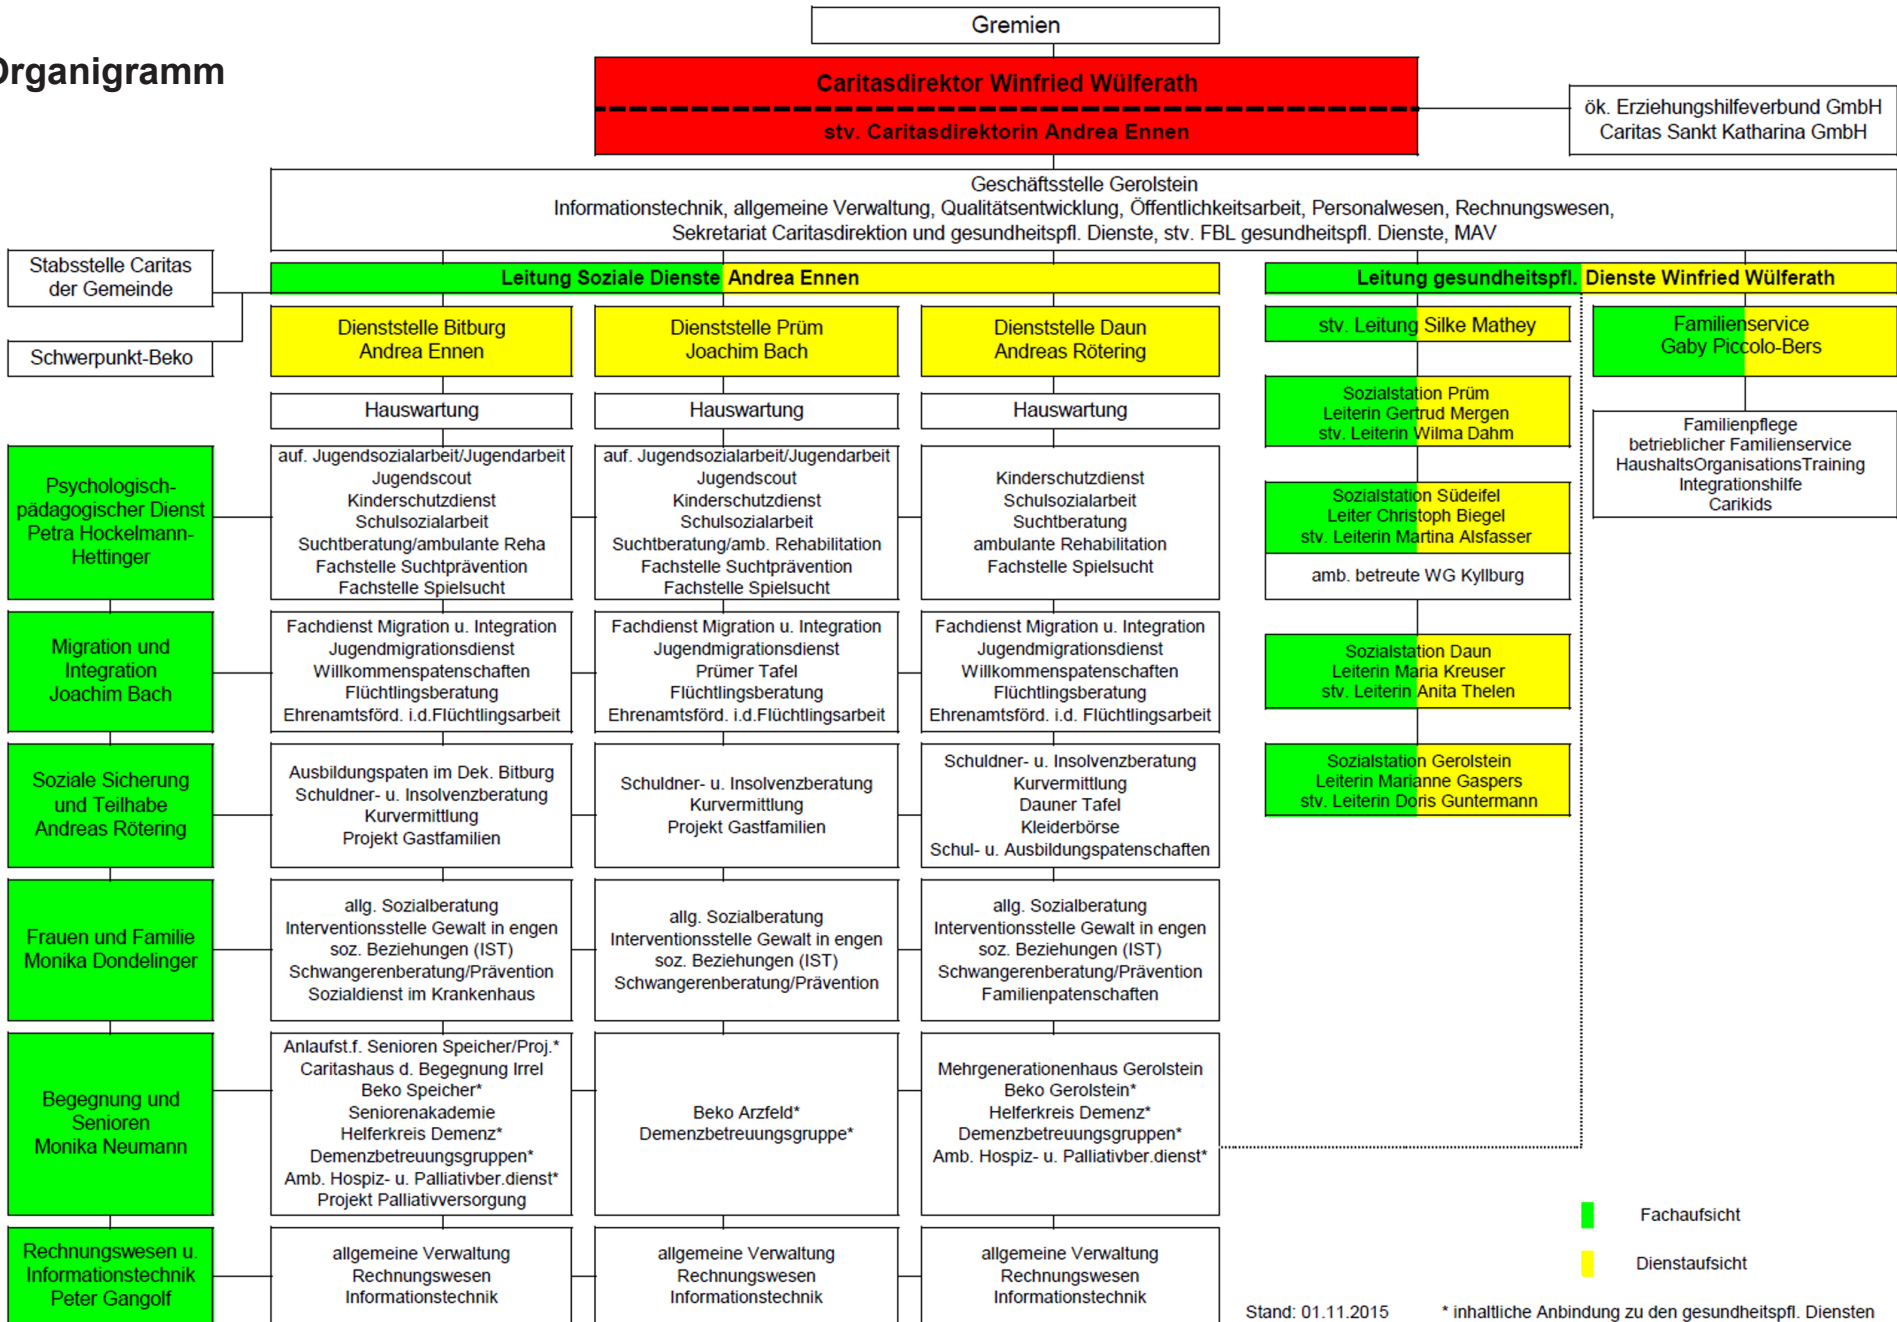 Organigramm
Gremien
Caritasdirektor Winfried Wülferath
stv. Caritasdirektorin Andrea Ennen
ök. Erziehungshilfeverbund GmbH
Caritas Sankt Katharina GmbH
Geschäftsstelle Gerolstein
Informationstechnik, allgemeine Verwaltung, Qualitätsentwicklung, Öffentlichkeitsarbeit, Personalwesen, Rechnungswesen,
Sekretariat Caritasdirektion und gesundheitspfl. Dienste, stv. FBL gesundheitspfl. Dienste, MAV
Stabsstelle Caritas
der Gemeinde
Schwerpunkt-Beko
Leitung Soziale Dienste Andrea Ennen
Leitung gesundheitspfl. Dienste Winfried Wülferath
Dienststelle Bitburg
Andrea Ennen
Dienststelle Prüm
Joachim Bach
Dienststelle Daun
Andreas Rötering
stv. Leitung Silke Mathey
Familienservice
Gaby Piccolo-Bers
Hauswartung
Hauswartung
Hauswartung
Sozialstation Prüm
Leiterin Gertrud Mergen
stv. Leiterin Wilma Dahm
Familienpflege
betrieblicher Familienservice
HaushaltsOrganisationsTraining
Integrationshilfe
Carikids
Psychologisch-
pädagogischer Dienst
Petra Hockelmann-
Hettinger
auf. Jugendsozialarbeit/Jugendarbeit
Jugendscout
Kinderschutzdienst
Schulsozialarbeit
Suchtberatung/ambulante Reha
Fachstelle Suchtprävention
Fachstelle Spielsucht
auf. Jugendsozialarbeit/Jugendarbeit
Jugendscout
Kinderschutzdienst
Schulsozialarbeit
Suchtberatung/amb. Rehabilitation
Fachstelle Suchtprävention
Fachstelle Spielsucht
Kinderschutzdienst
Schulsozialarbeit
Suchtberatung
ambulante Rehabilitation
Fachstelle Spielsucht
Sozialstation Südeifel
Leiter Christoph Biegel
stv. Leiterin Martina Alsfasser
amb. betreute WG Kyllburg
Migration und
Integration
Joachim Bach
Fachdienst Migration u. Integration
Jugendmigrationsdienst
Willkommenspatenschaften
Flüchtlingsberatung
Ehrenamtsförd. i.d.Flüchtlingsarbeit
Fachdienst Migration u. Integration
Jugendmigrationsdienst
Prümer Tafel
Flüchtlingsberatung
Ehrenamtsförd. i.d.Flüchtlingsarbeit
Fachdienst Migration u. Integration
Jugendmigrationsdienst
Willkommenspatenschaften
Flüchtlingsberatung
Ehrenamtsförd. i.d. Flüchtlingsarbeit
Sozialstation Daun
Leiterin Maria Kreuser
stv. Leiterin Anita Thelen
Soziale Sicherung
und Teilhabe
Andreas Rötering
Ausbildungspaten im Dek. Bitburg
Schuldner- u. Insolvenzberatung
Kurvermittlung
Projekt Gastfamilien
Schuldner- u. Insolvenzberatung
Kurvermittlung
Projekt Gastfamilien
Schuldner- u. Insolvenzberatung
Kurvermittlung
Dauner Tafel
Kleiderbörse
Schul- u. Ausbildungspatenschaften
Sozialstation Gerolstein
Leiterin Marianne Gaspers
stv. Leiterin Doris Guntermann
Frauen und Familie
Monika Dondelinger
allg. Sozialberatung
Interventionsstelle Gewalt in engen
soz. Beziehungen (IST)
Schwangerenberatung/Prävention
Sozialdienst im Krankenhaus
allg. Sozialberatung
Interventionsstelle Gewalt in engen
soz. Beziehungen (IST)
Schwangerenberatung/Prävention
allg. Sozialberatung
Interventionsstelle Gewalt in engen
soz. Beziehungen (IST)
Schwangerenberatung/Prävention
Familienpatenschaften
Begegnung und
Senioren
Monika Neumann
Anlaufst.f. Senioren Speicher/Proj.*
Caritashaus d. Begegnung Irrel
Beko Speicher*
Seniorenakademie
Helferkreis Demenz*
Demenzbetreuungsgruppen*
Amb. Hospiz- u. Palliativber.dienst*
Projekt Palliativversorgung
Beko Arzfeld*
Demenzbetreuungsgruppe*
Mehrgenerationenhaus Gerolstein
Beko Gerolstein*
Helferkreis Demenz*
Demenzbetreuungsgruppen*
Amb. Hospiz- u. Palliativber.dienst*
Rechnungswesen u.
Informationstechnik
Peter Gangolf
allgemeine Verwaltung
Rechnungswesen
Informationstechnik
allgemeine Verwaltung
Rechnungswesen
Informationstechnik
allgemeine Verwaltung
Rechnungswesen
Informationstechnik
Fachaufsicht
Dienstaufsicht
Stand: 01.11.2015
* inhaltliche Anbindung zu den gesundheitspfl. Diensten